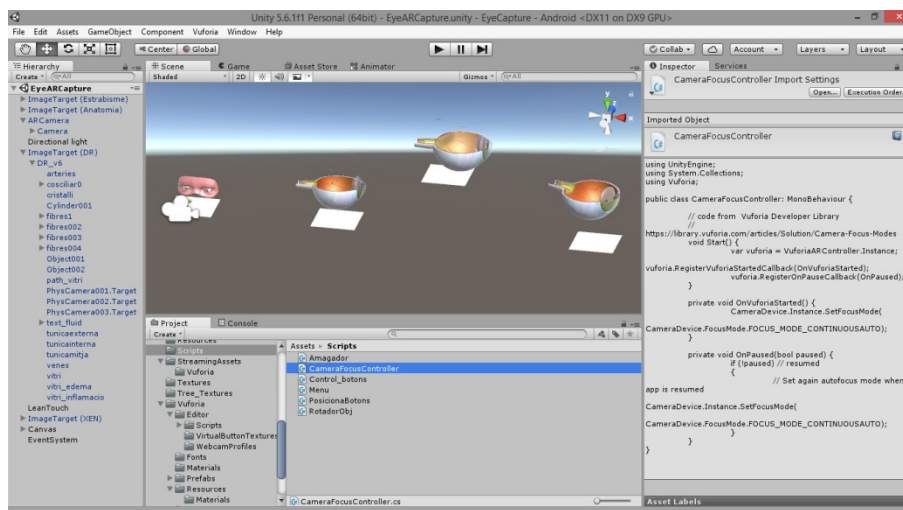 Unity 5.6.1f1 Personal (64bit) - EyeARCapture.unity - EyeCapture - Android <DX11 on DX9 GPU>
File Edit Assets GameObject Component Vuforia Window Help
Center Global
Collab Account Layers Layout
Hierarchy
Create All
EyeARCapture
ImageTarget (Estrabisme)
ImageTarget (Anatomia)
ARCamera
Camera
Directional light
ImageTarget (DR)
DR_v6
arteries
cosciliar0
cristalli
Cylinder001
fibres1
fibres002
fibres003
fibres004
Object001
Object002
path_vitri
PhysCamera001.Target
PhysCamera002.Target
PhysCamera003.Target
text_fluid
tunicaexterna
tunicainterna
tunicamitja
venes
vitri
vitri_edema
vitri_inflamacio
LeanTouch
ImageTarget (XEN)
Canvas
EventSystem
Scene Game Asset Store Animator
Shaded 2D Gizmos All
y
x
Project Console
Create
Resources
Scripts
StreamingAssets
Vuforia
Textures
Tree_Textures
Vuforia
Editor
Scripts
VirtualButtonTextures
WebcamProfiles
Fonts
Materials
Prefabs
Resources
Materials
Assets Scripts
Amagador
CameraFocusController
Control_botons
Menu
PosicionaBotons
RotadorObj
CameraFocusController.cs
Inspector Services
CameraFocusController Import Settings
Open... Execution Order.
Imported Object
CameraFocusController
using UnityEngine;
using System.Collections;
using Vuforia;
public class CameraFocusController: MonoBehaviour {
// code from Vuforia Developer Library
//
https://library.vuforia.com/articles/Solution/Camera-Focus-Modes
void Start() {
var vuforia = VuforiaARController.Instance;
vuforia.RegisterVuforiaStartedCallback(OnVuforiaStarted);
vuforia.RegisterOnPauseCallback(OnPaused);
}
private void OnVuforiaStarted() {
CameraDevice.Instance.SetFocusMode(
CameraDevice.FocusMode.FOCUS_MODE_CONTINUOUSAUTO);
}
private void OnPaused(bool paused) {
if (!paused) // resumed
{
// Set again autofocus mode when
app is resumed
CameraDevice.Instance.SetFocusMode(
CameraDevice.FocusMode.FOCUS_MODE_CONTINUOUSAUTO);
}
}
}
Asset Labels